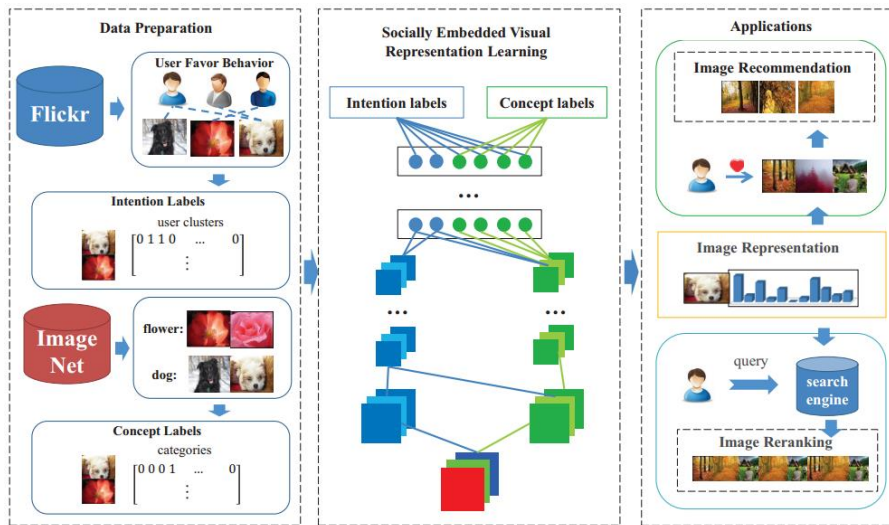 Data Preparation
Flickr
User Favor Behavior
Intention Labels
user clusters
0 1 1 0 ... 0
⋮
Image
Net
flower:
dog:
Concept Labels
categories
0 0 0 1 ... 0
⋮
Socially Embedded Visual
Representation Learning
Intention labels
Concept labels
...
...
...
Applications
Image Recommendation
Image Representation
query
search
engine
Image Reranking